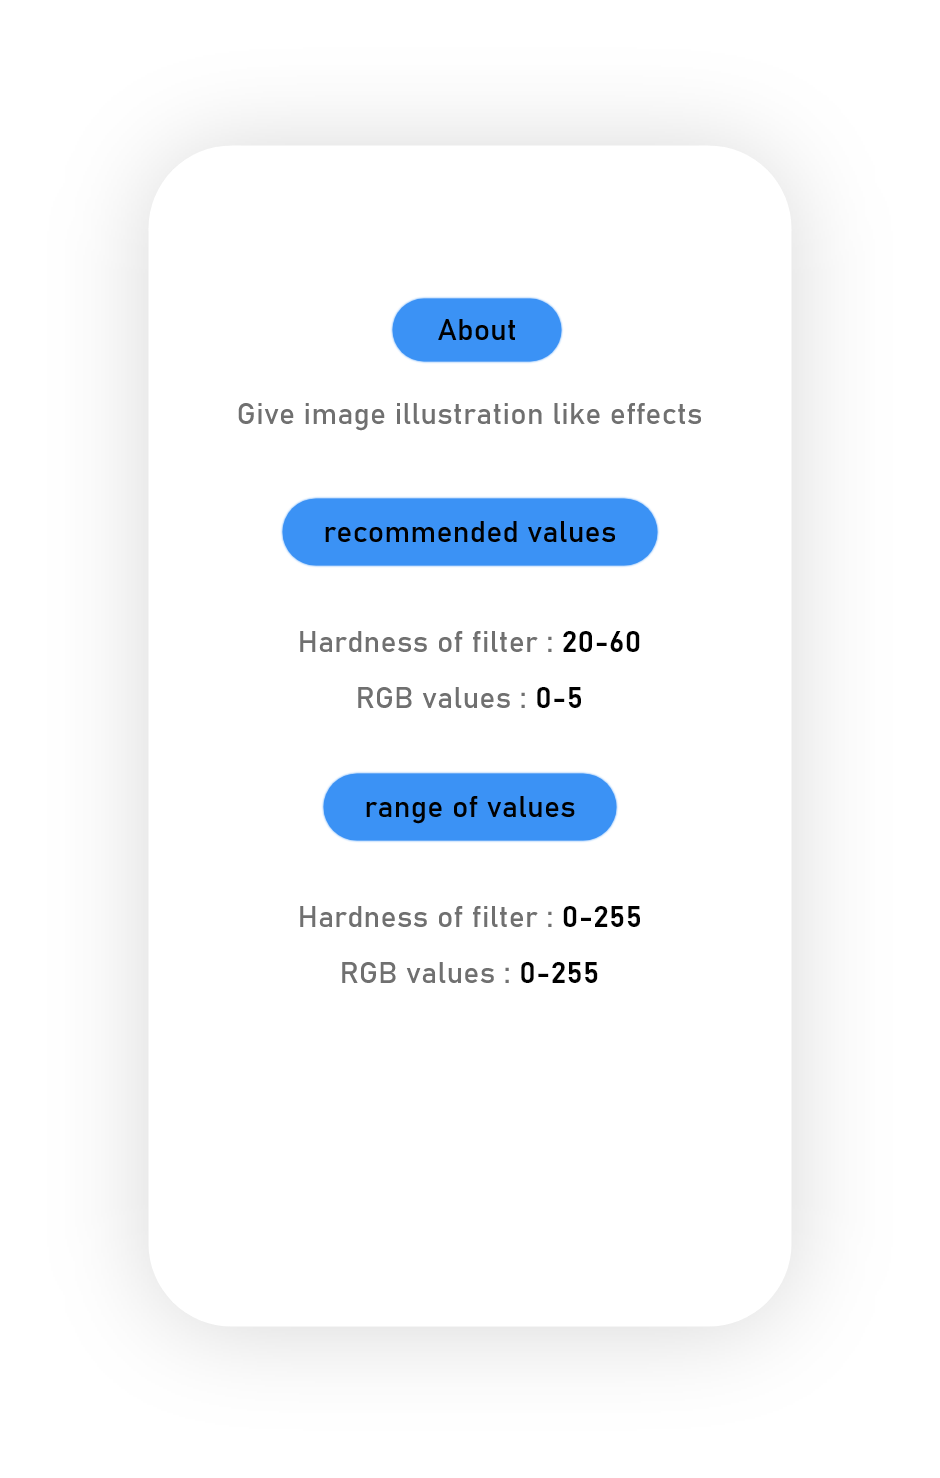 About
Give image illustration like effects
recommended values
Hardness of filter : 20-60
RGB values : 0-5
range of values
Hardness of filter : 0-255
RGB values : 0-255